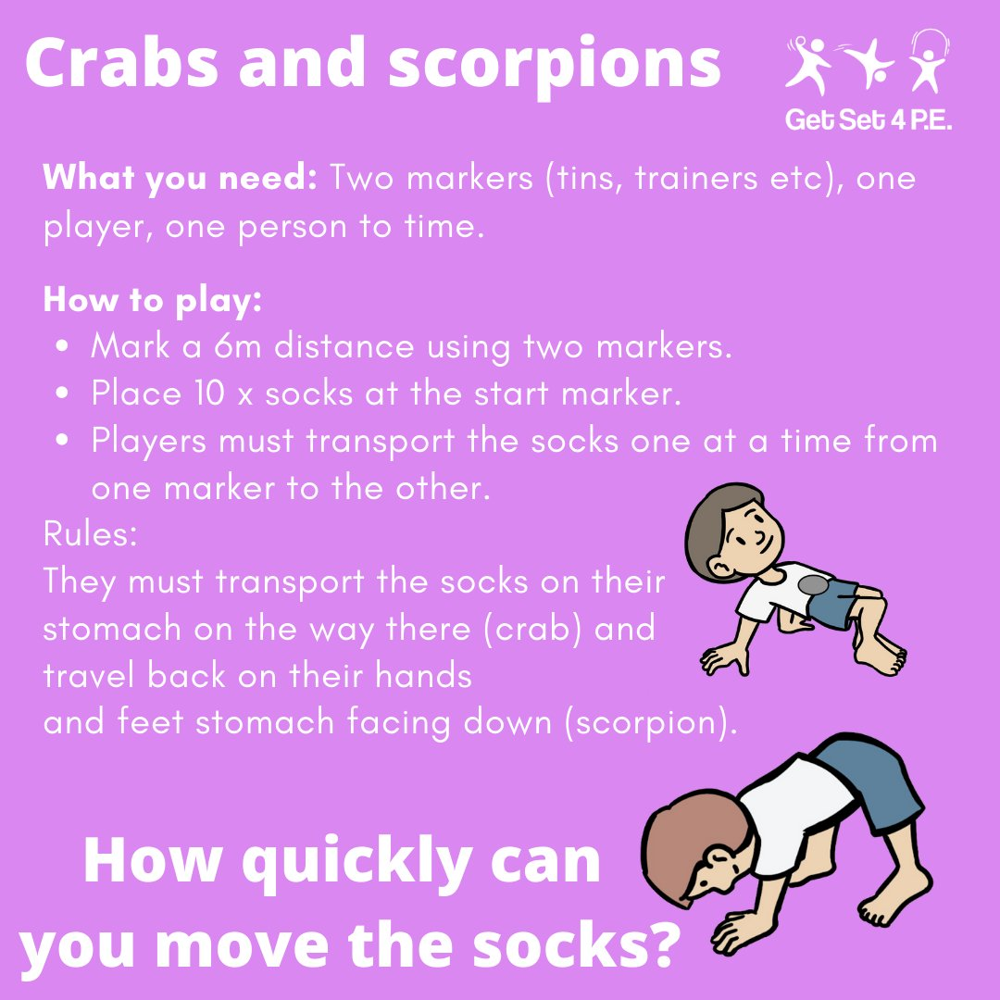 Crabs and scorpions
Get Set 4 P.E.
What you need: Two markers (tins, trainers etc), one
player, one person to time.
How to play:
• Mark a 6m distance using two markers.
• Place 10 x socks at the start marker.
• Players must transport the socks one at a time from
one marker to the other.
Rules:
They must transport the socks on their
stomach on the way there (crab) and
travel back on their hands
and feet stomach facing down (scorpion).
How quickly can
you move the socks?